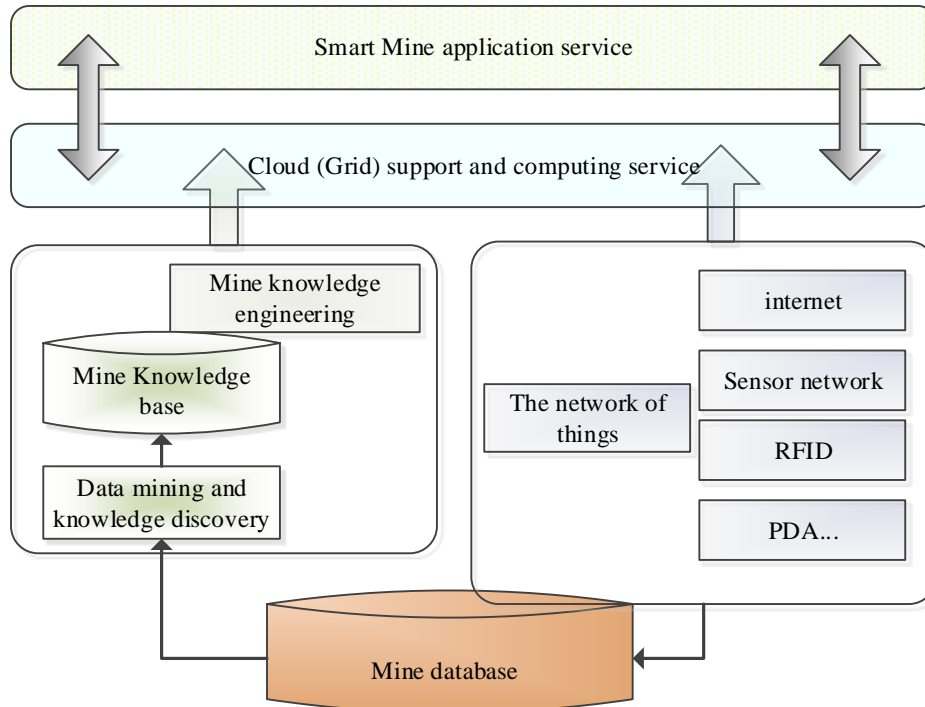 Smart Mine application service
Cloud (Grid) support and computing service
Mine knowledge
engineering
Mine Knowledge
base
Data mining and
knowledge discovery
The network of
things
internet
Sensor network
RFID
PDA...
Mine database